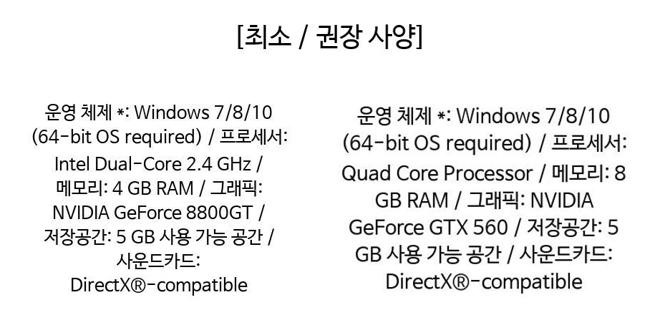 [최소 / 권장 사양]
운영 체제 *: Windows 7/8/10
(64-bit OS required) / 프로세서:
Intel Dual-Core 2.4 GHz /
메모리: 4 GB RAM / 그래픽:
NVIDIA GeForce 8800GT /
저장공간: 5 GB 사용 가능 공간 /
사운드카드:
DirectX®-compatible
운영 체제 *: Windows 7/8/10
(64-bit OS required) / 프로세서:
Quad Core Processor / 메모리: 8
GB RAM / 그래픽: NVIDIA
GeForce GTX 560 / 저장공간: 5
GB 사용 가능 공간 / 사운드카드:
DirectX®-compatible